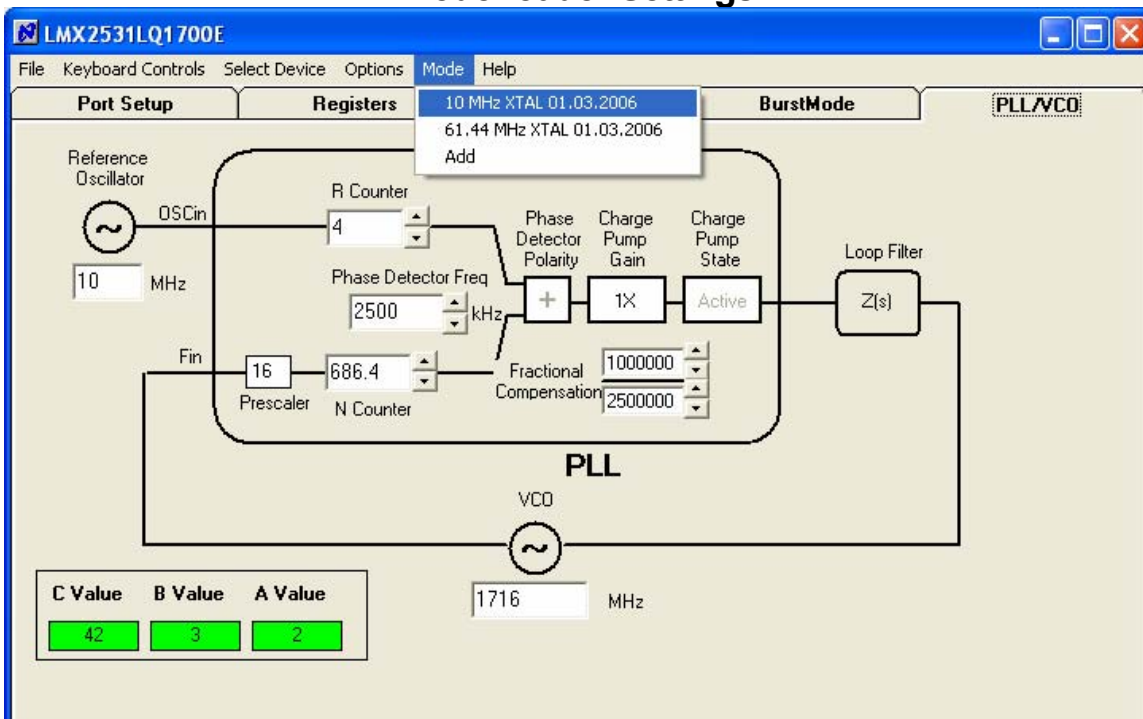 LMX2531LQ1700E
File Keyboard Controls Select Device Options Mode Help
Port Setup Registers BurstMode PLL/VCO
10 MHz XTAL 01.03.2006
61.44 MHz XTAL 01.03.2006
Add
Reference
Oscillator
OSCin
10 MHz
R Counter
4
Phase Detector Freq
2500 kHz
Phase
Detector
Polarity
+
Charge
Pump
Gain
1X
Charge
Pump
State
Active
Loop Filter
Z(s)
Fin
16
Prescaler
686.4
N Counter
Fractional
Compensation
1000000
2500000
PLL
VCO
1716 MHz
C Value B Value A Value
42 3 2